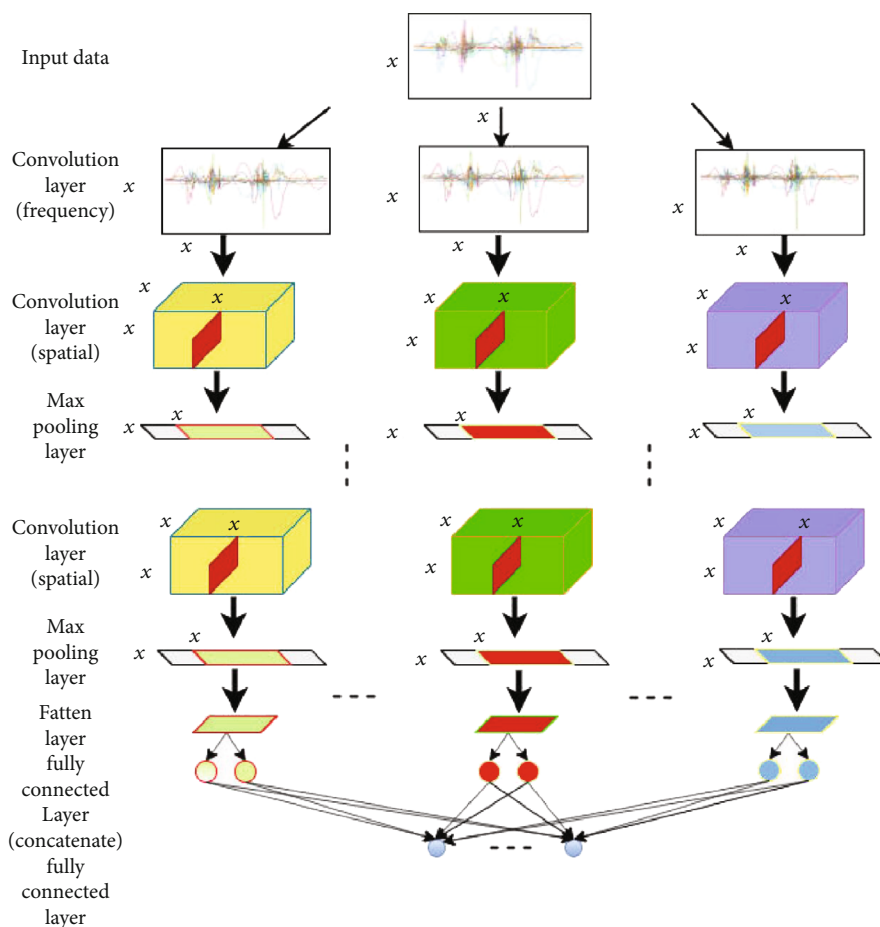 Input data
x
x
Convolution
layer
(frequency)
x
x
x
x
x
x
Convolution
layer
(spatial)
x
x
x
x
x
x
x
x
x
Max
pooling
layer
x
x
x
x
x
x
Convolution
layer
(spatial)
x
x
x
x
x
x
x
x
x
Max
pooling
layer
x
x
x
x
x
x
Fatten
layer
fully
connected
Layer
(concatenate)
fully
connected
layer